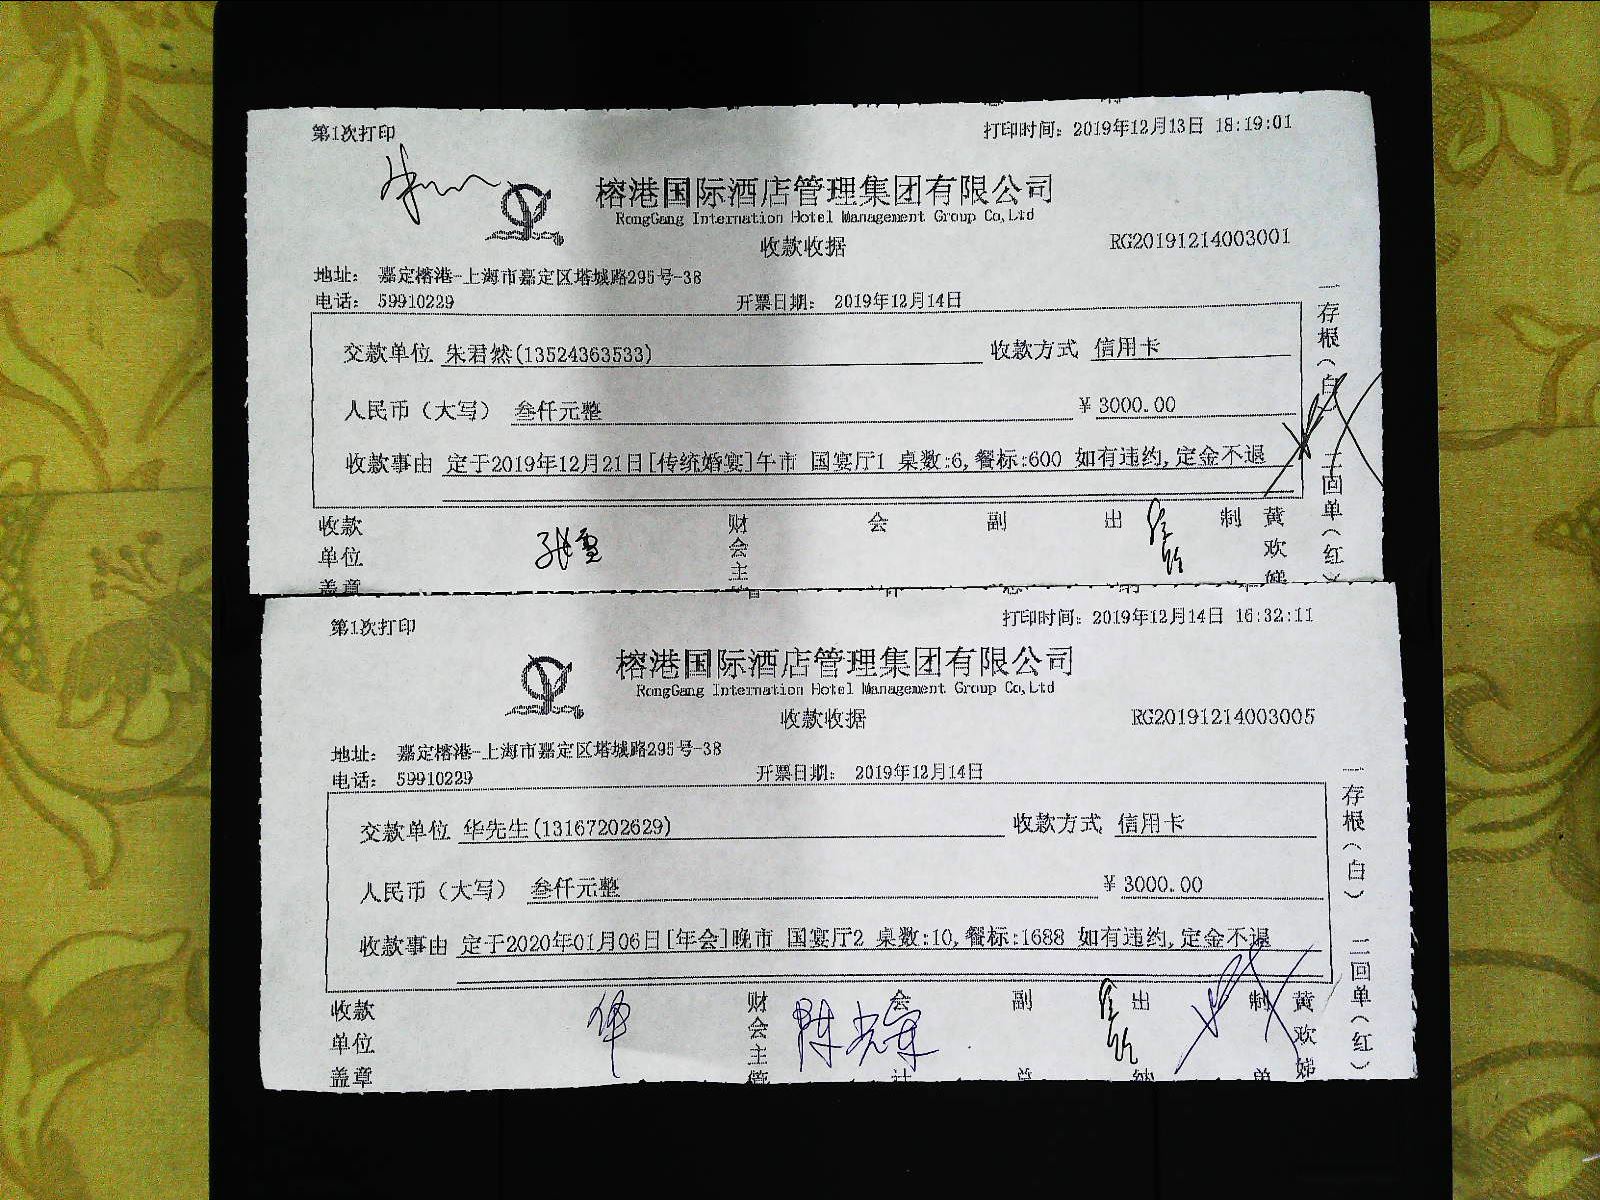 第1次打印 打印时间：2019年12月13日 18:19:01
榕港国际酒店管理集团有限公司
RongGang Internation Hotel Management Group Co,Ltd
收款收据 RG20191214003001
地址： 嘉定榕港-上海市嘉定区塔城路295号-38
电话： 59910229 开票日期： 2019年12月14日
交款单位 朱君然(13524363533) 收款方式 信用卡
人民币（大写） 叁仟元整 ¥ 3000.00
收款事由 定于2019年12月21日[传统婚宴]午市 国宴厅1 桌数:6,餐标:600 如有违约,定金不退
收款单位盖章 张雪 财会主管 会 副 出 制 黄欢娣
一存根（白） 二回单（红）
第1次打印 打印时间：2019年12月14日 16:32:11
榕港国际酒店管理集团有限公司
RongGang Internation Hotel Management Group Co,Ltd
收款收据 RG20191214003005
地址： 嘉定榕港-上海市嘉定区塔城路295号-38
电话： 59910229 开票日期： 2019年12月14日
交款单位 华先生(13167202629) 收款方式 信用卡
人民币（大写） 叁仟元整 ¥ 3000.00
收款事由 定于2020年01月06日[年会]晚市 国宴厅2 桌数:10,餐标:1688 如有违约,定金不退
收款单位盖章 财会主管 会计 副总 出纳 制单 黄欢娣
一存根（白） 二回单（红）